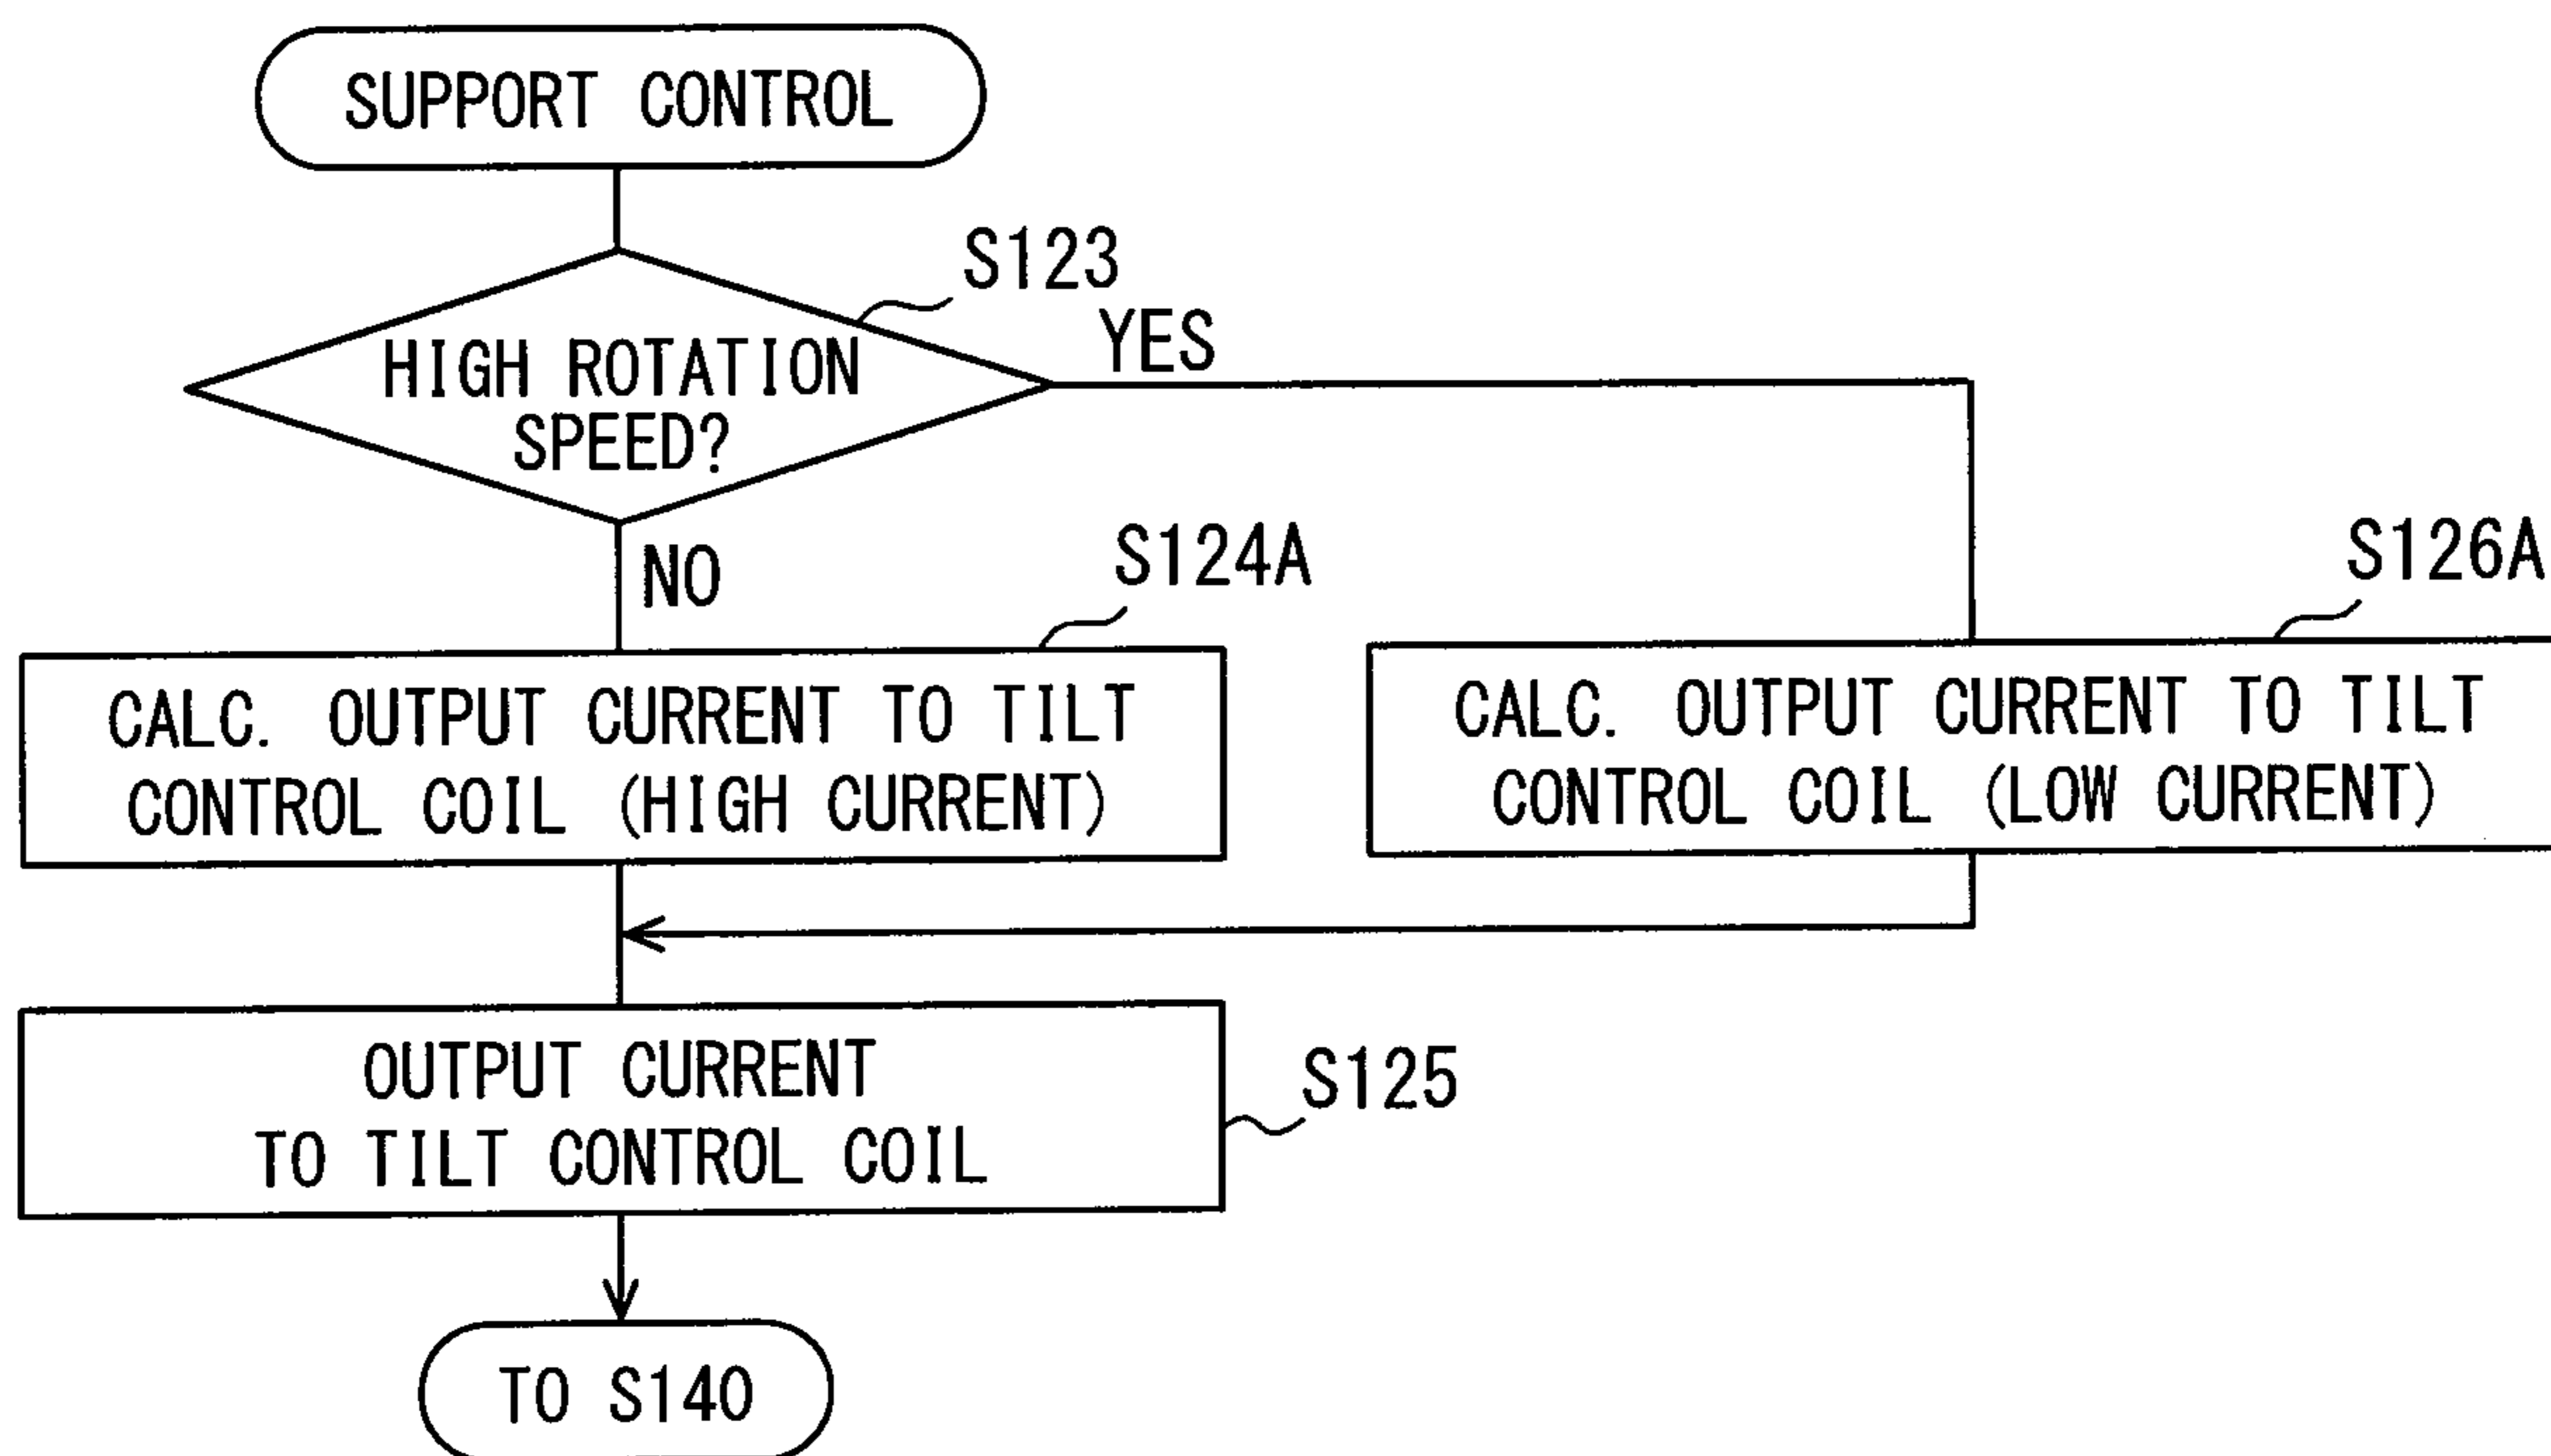 SUPPORT CONTROL
S123
HIGH ROTATION
SPEED?
YES
NO
S124A
CALC. OUTPUT CURRENT TO TILT
CONTROL COIL (HIGH CURRENT)
S126A
CALC. OUTPUT CURRENT TO TILT
CONTROL COIL (LOW CURRENT)
OUTPUT CURRENT
TO TILT CONTROL COIL
S125
TO S140